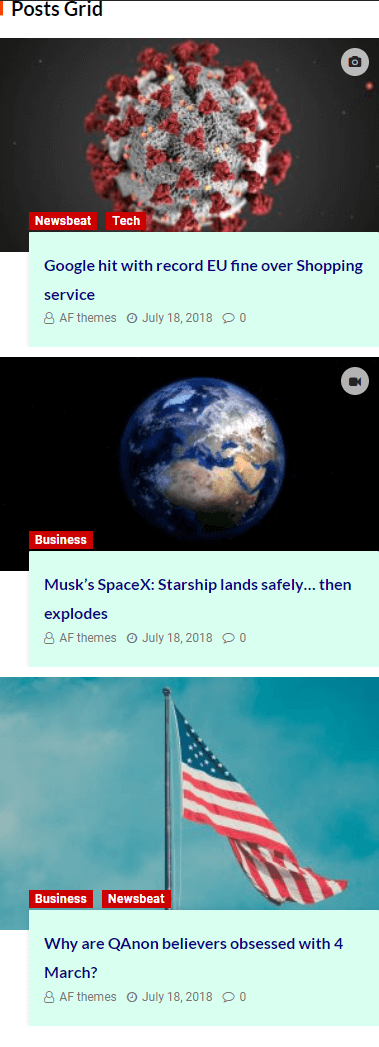 Posts Grid
Newsbeat Tech
Google hit with record EU fine over Shopping
service
AF themes July 18, 2018 0
Business
Musk’s SpaceX: Starship lands safely… then
explodes
AF themes July 18, 2018 0
Business Newsbeat
Why are QAnon believers obsessed with 4
March?
AF themes July 18, 2018 0